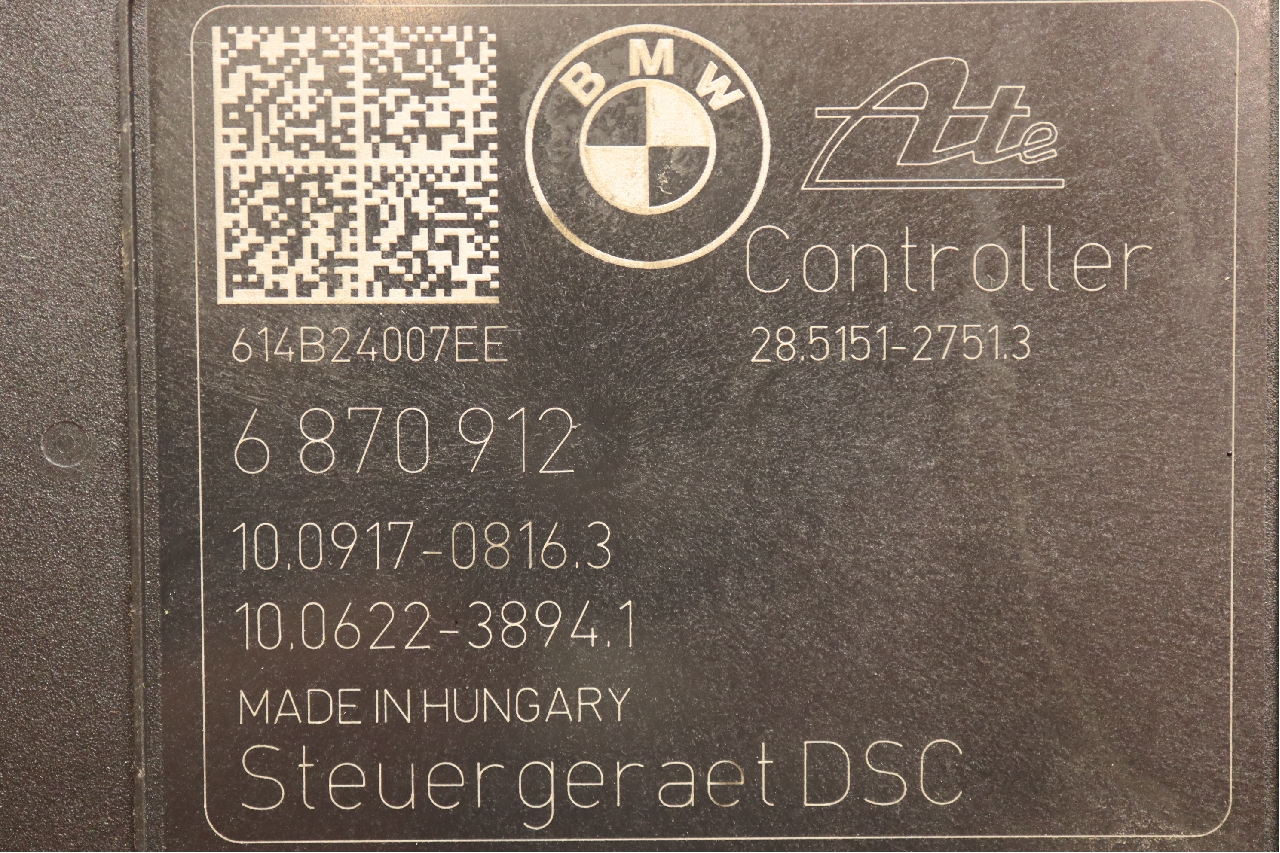 BMW
Ate
Controller
614B24007EE
28.5151-2751.3
6 870 912
10.0917-0816.3
10.0622-3894.1
MADE IN HUNGARY
Steuergeraet DSC